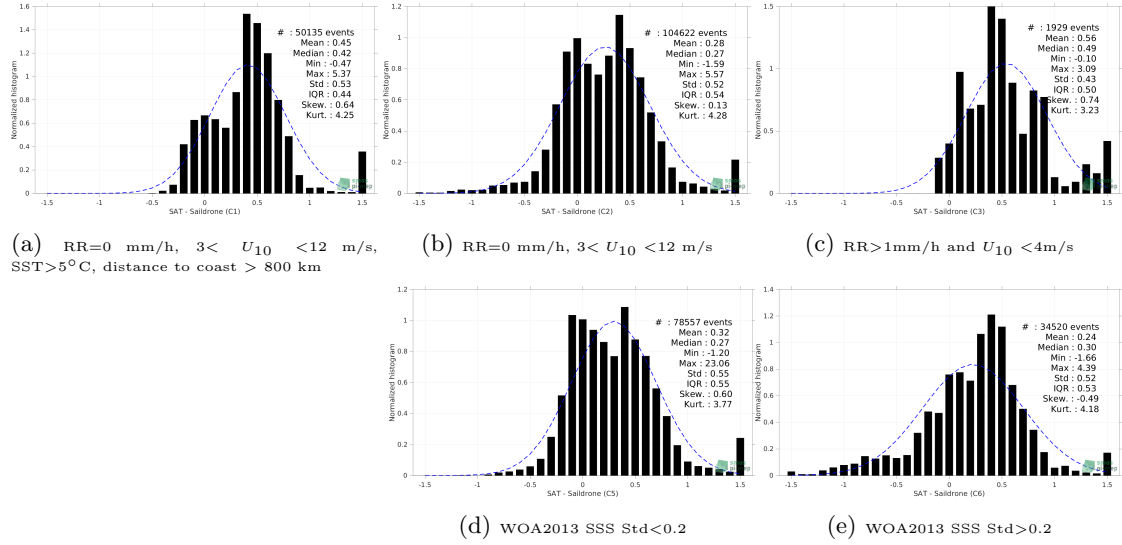 1.6
1.4
1.2
1
0.8
0.6
0.4
0.2
0
Normalized histogram
# : 50135 events
Mean : 0.45
Median : 0.42
Min : -0.47
Max : 5.37
Std : 0.53
IQR : 0.44
Skew. : 0.64
Kurt. : 4.25
-1.5 -1 -0.5 0 0.5 1 1.5
SAT - Saildrone (C1)
1.2
1
0.8
0.6
0.4
0.2
0
Normalized histogram
# : 104622 events
Mean : 0.28
Median : 0.27
Min : -1.59
Max : 5.57
Std : 0.52
IQR : 0.54
Skew. : 0.13
Kurt. : 4.28
-1.5 -1 -0.5 0 0.5 1 1.5
SAT - Saildrone (C2)
1.5
1
0.5
0
Normalized histogram
# : 1929 events
Mean : 0.56
Median : 0.49
Min : -0.10
Max : 3.09
Std : 0.43
IQR : 0.50
Skew. : 0.74
Kurt. : 3.23
-1.5 -1 -0.5 0 0.5 1 1.5
SAT - Saildrone (C3)
(a) RR=0 mm/h, 3< U10 <12 m/s,
SST>5°C, distance to coast > 800 km
(b) RR=0 mm/h, 3< U10 <12 m/s
(c) RR>1mm/h and U10 <4m/s
1.2
1
0.8
0.6
0.4
0.2
0
Normalized histogram
# : 78557 events
Mean : 0.32
Median : 0.27
Min : -1.20
Max : 23.06
Std : 0.55
IQR : 0.55
Skew. : 0.60
Kurt. : 3.77
-1.5 -1 -0.5 0 0.5 1 1.5
SAT - Saildrone (C5)
1.4
1.2
1
0.8
0.6
0.4
0.2
0
Normalized histogram
# : 34520 events
Mean : 0.24
Median : 0.30
Min : -1.66
Max : 4.39
Std : 0.52
IQR : 0.53
Skew. : -0.49
Kurt. : 4.18
-1.5 -1 -0.5 0 0.5 1 1.5
SAT - Saildrone (C6)
(d) WOA2013 SSS Std<0.2
(e) WOA2013 SSS Std>0.2